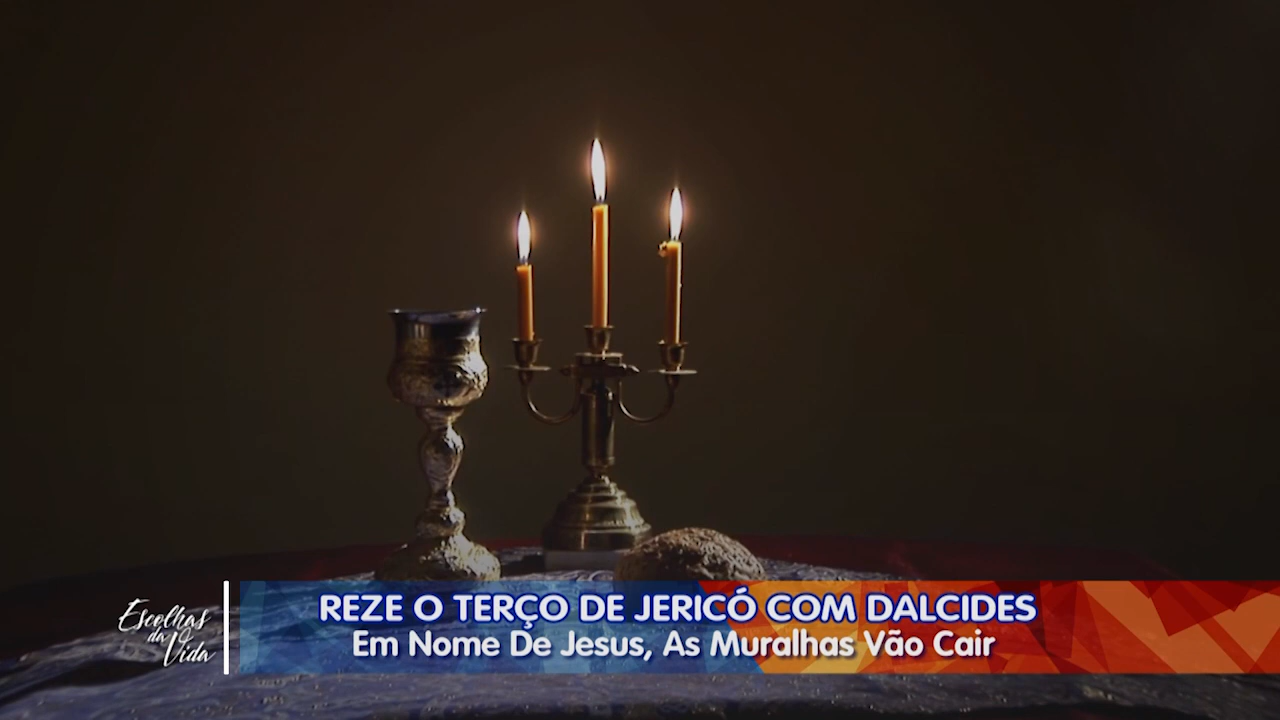 Escolhas
da
Vida
REZE O TERÇO DE JERICÓ COM DALCIDES
Em Nome De Jesus, As Muralhas Vão Cair